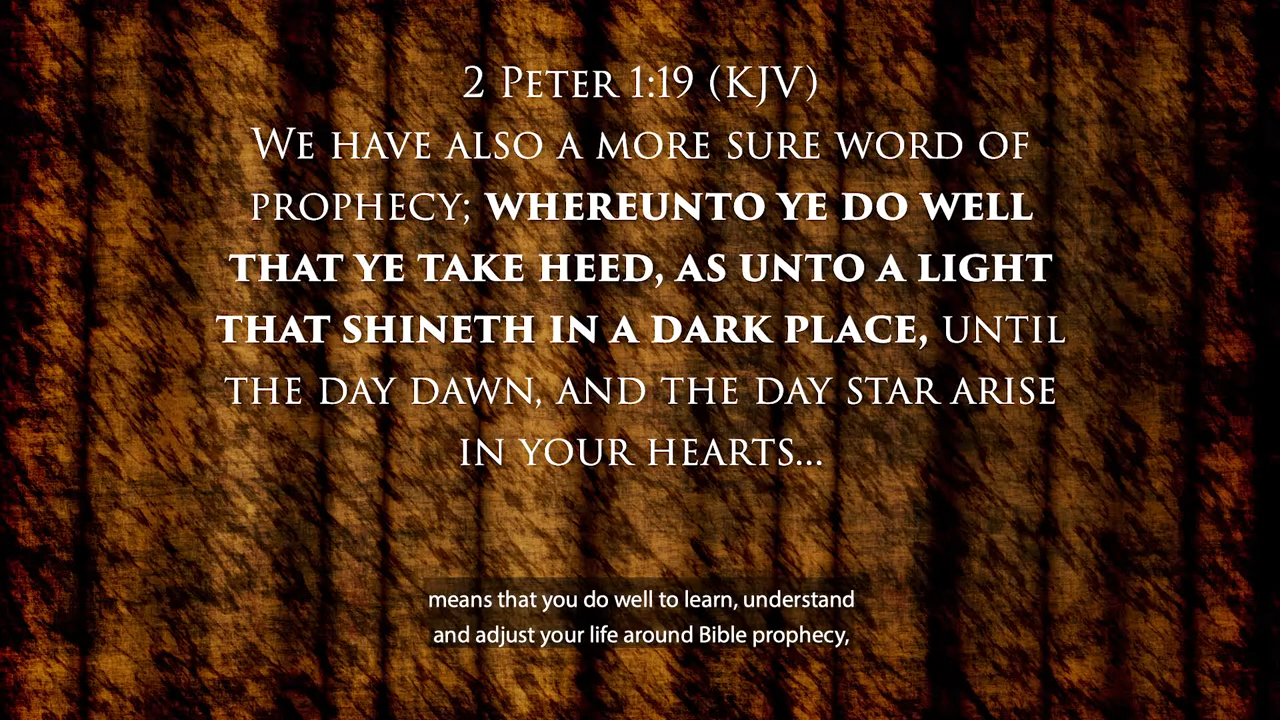 2 Peter 1:19 (KJV)
We have also a more sure word of
prophecy; whereunto ye do well
that ye take heed, as unto a light
that shineth in a dark place, until
the day dawn, and the day star arise
in your hearts...
means that you do well to learn, understand
and adjust your life around Bible prophecy,